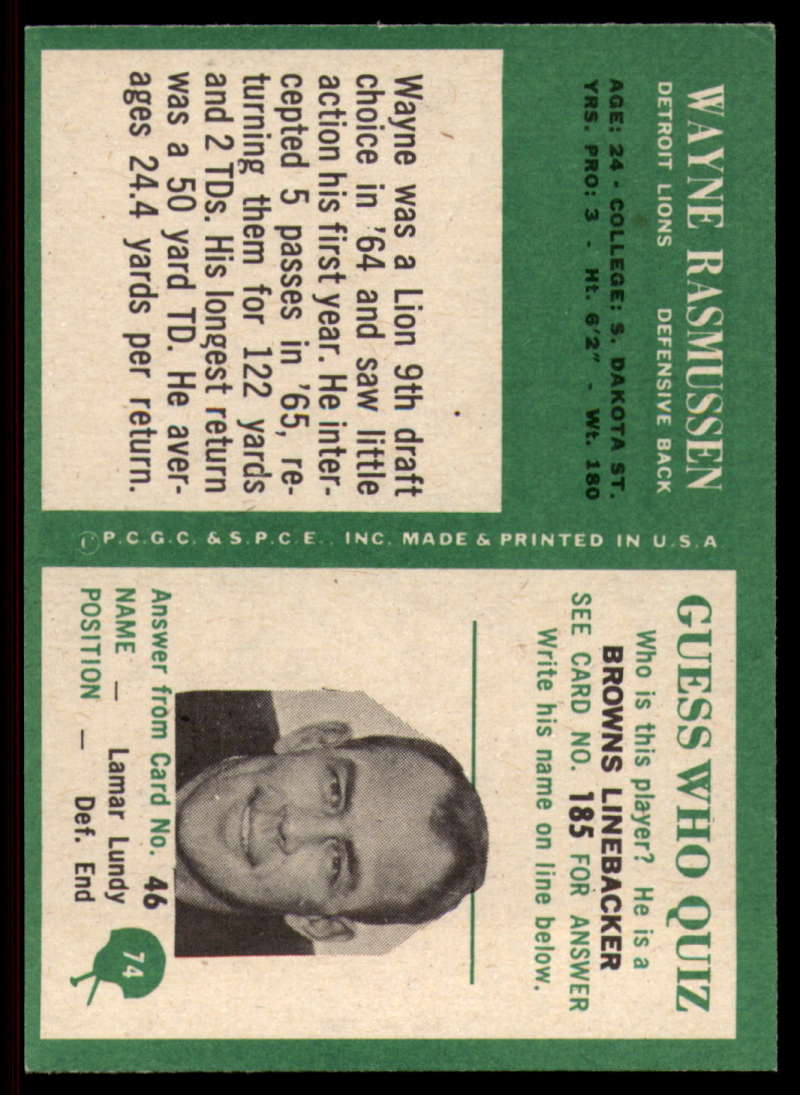 WAYNE RASMUSSEN
DETROIT LIONS DEFENSIVE BACK
AGE: 24 - COLLEGE: S. DAKOTA ST.
YRS. PRO: 3 - Ht. 6'2" - Wt. 180
Wayne was a Lion 9th draft
choice in '64 and saw little
action his first year. He inter-
cepted 5 passes in '65, re-
turning them for 122 yards
and 2 TDs. His longest return
was a 50 yard TD. He aver-
ages 24.4 yards per return.
©P.C.G.C. & S.P.C.E., INC. MADE & PRINTED IN U.S.A
GUESS WHO QUIZ
Who is this player? He is a
BROWNS LINEBACKER
SEE CARD NO. 185 FOR ANSWER
Write his name on line below.
Answer from Card No. 46
NAME — Lamar Lundy
POSITION — Def. End
74